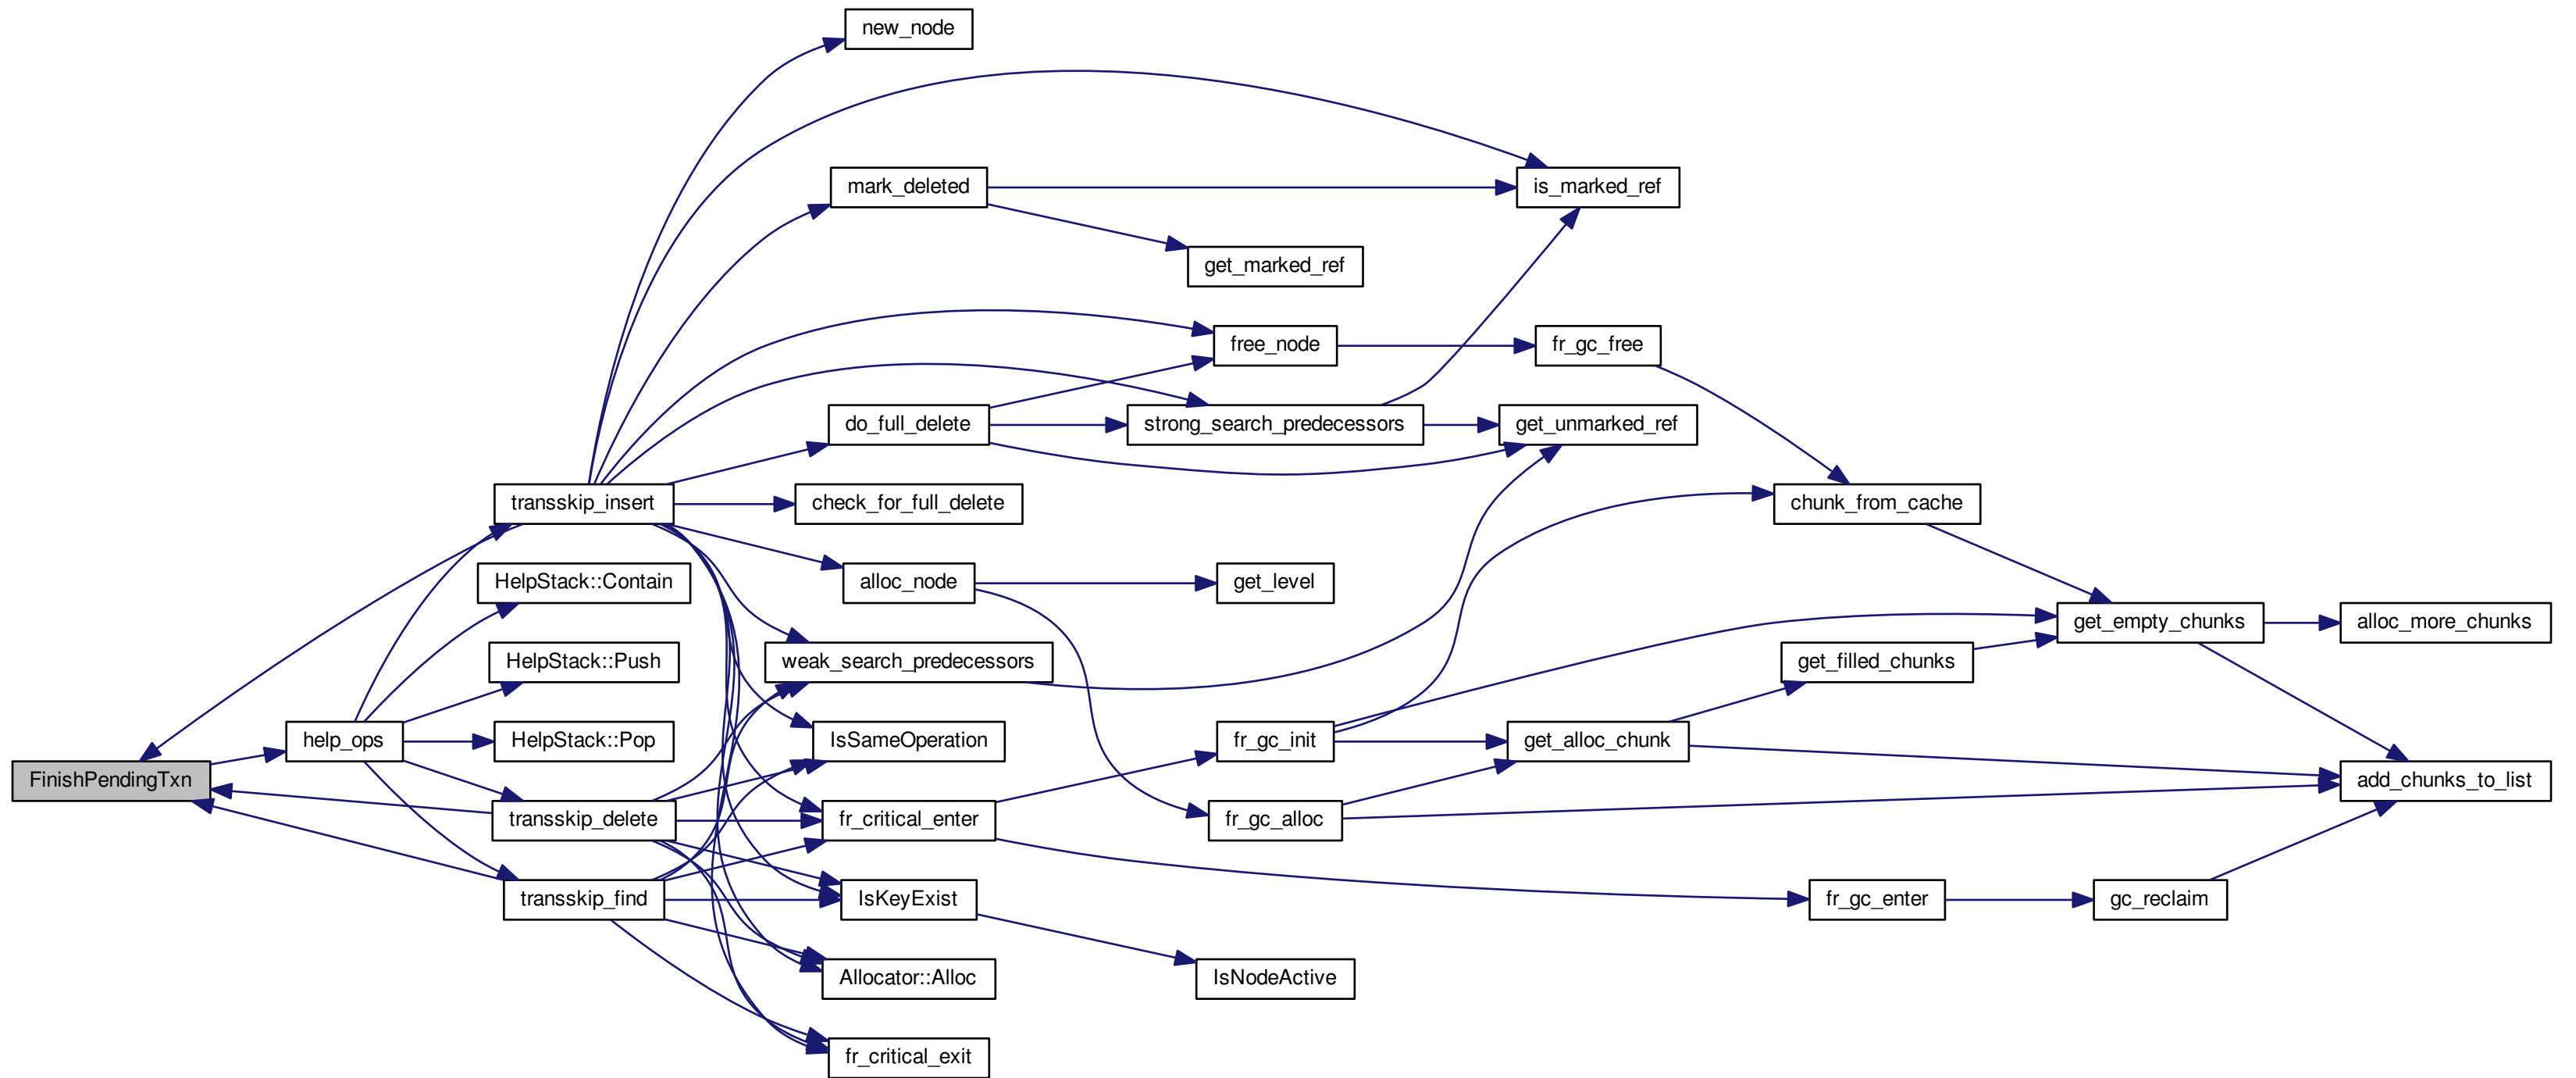 new_node
mark_deleted
is_marked_ref
get_marked_ref
free_node
fr_gc_free
do_full_delete
strong_search_predecessors
get_unmarked_ref
transskip_insert
check_for_full_delete
chunk_from_cache
HelpStack::Contain
alloc_node
get_level
get_empty_chunks
alloc_more_chunks
HelpStack::Push
weak_search_predecessors
get_filled_chunks
help_ops
HelpStack::Pop
IsSameOperation
fr_gc_init
get_alloc_chunk
FinishPendingTxn
add_chunks_to_list
transskip_delete
fr_critical_enter
fr_gc_alloc
transskip_find
IsKeyExist
fr_gc_enter
gc_reclaim
Allocator::Alloc
IsNodeActive
fr_critical_exit